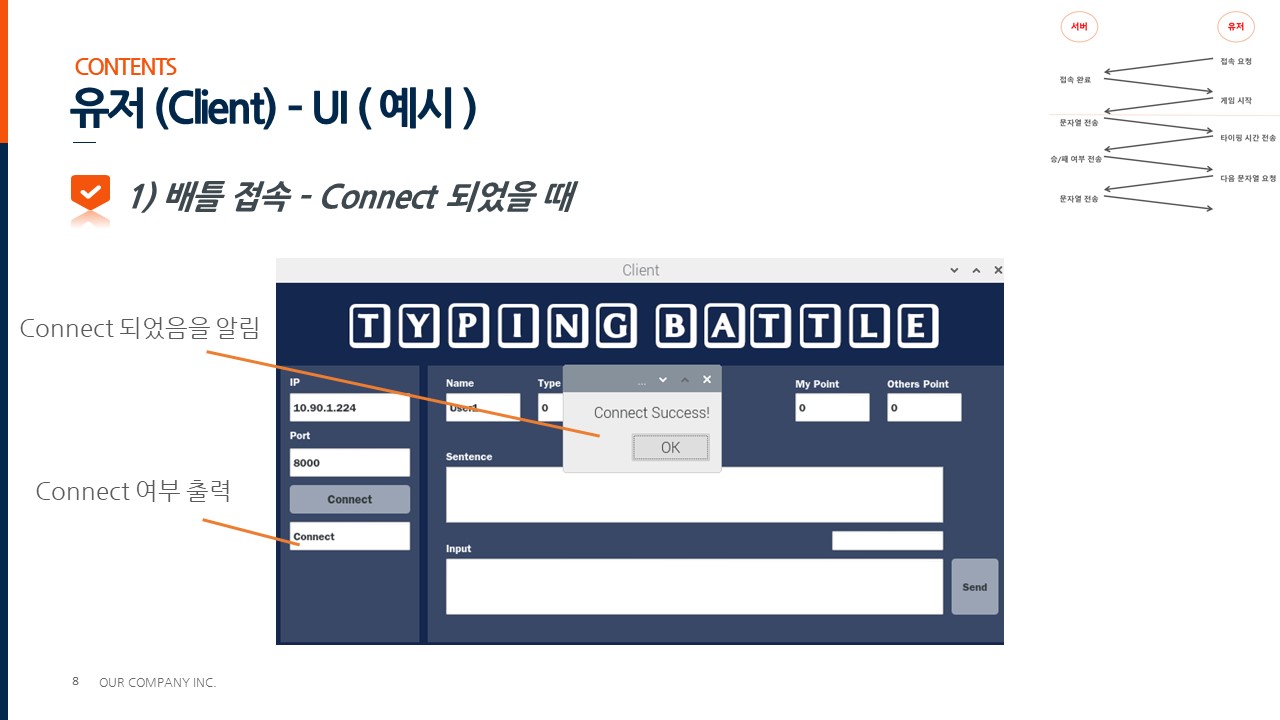 CONTENTS
유저 (Client) - UI ( 예시 )
1) 배틀 접속 - Connect 되었을 때
서버
유저
접속 요청
접속 완료
게임 시작
문자열 전송
타이핑 시간 전송
승/패 여부 전송
다음 문자열 요청
문자열 전송
Connect 되었음을 알림
Connect 여부 출력
Client
TYPING BATTLE
IP
10.90.1.224
Port
8000
Connect
Connect
Name
User1
Type
0
...
Connect Success!
OK
My Point
0
Others Point
0
Sentence
Input
Send
8 OUR COMPANY INC.